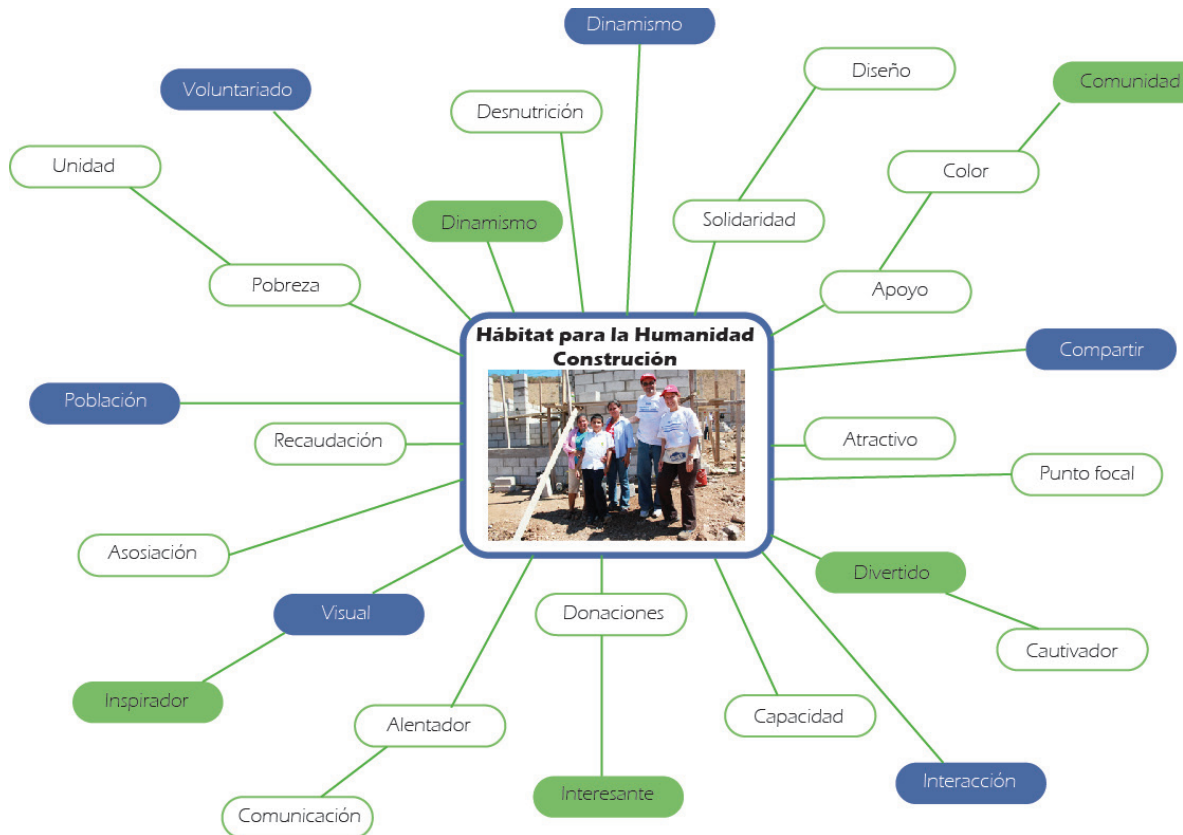 Dinamismo
Diseño
Voluntariado
Comunidad
Desnutrición
Unidad
Color
Dinamismo
Solidaridad
Pobreza
Apoyo
Hábitat para la Humanidad
Construción
Compartir
Población
Recaudación
Atractivo
Punto focal
Asosiación
Divertido
Visual
Donaciones
Cautivador
Inspirador
Alentador
Capacidad
Interesante
Interacción
Comunicación